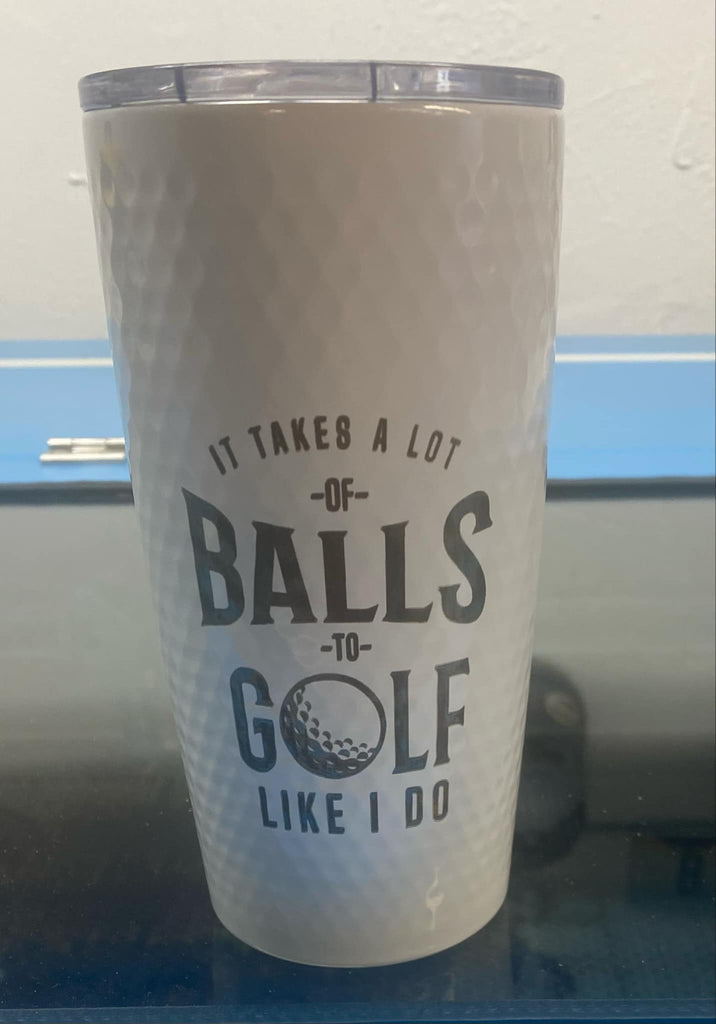 IT TAKES A LOT
-OF-
BALLS
-TO-
GOLF
LIKE I DO